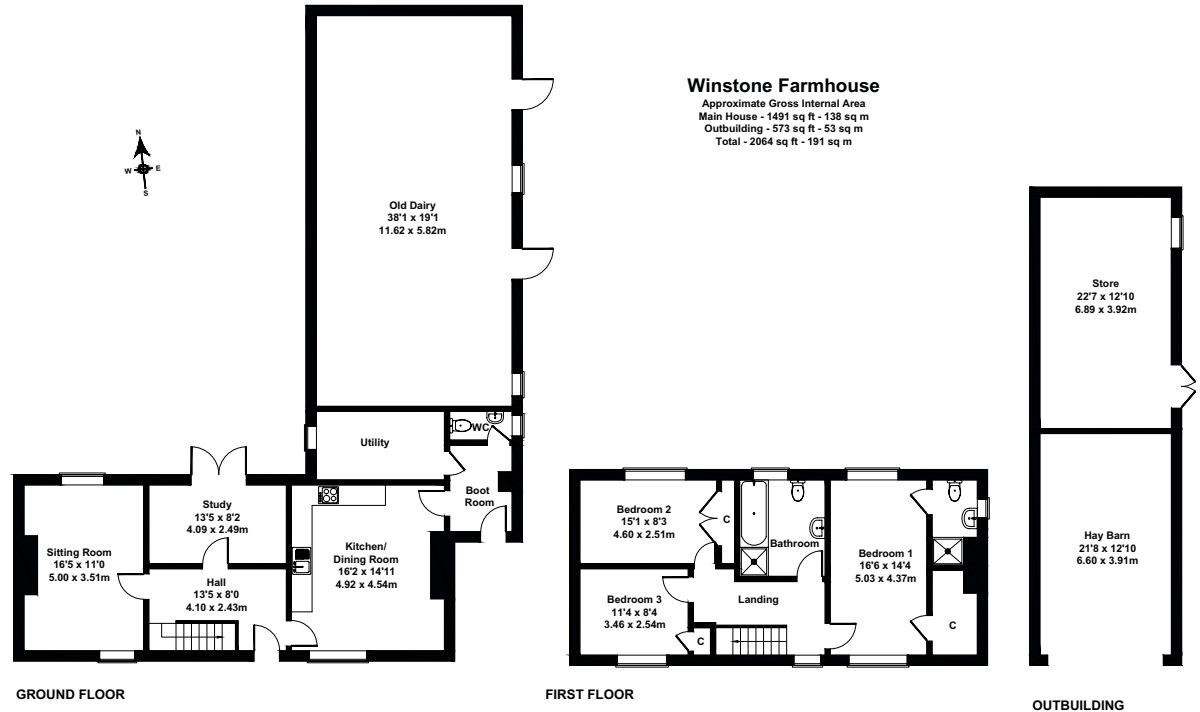 Winstone Farmhouse
Approximate Gross Internal Area
Main House - 1491 sq ft - 138 sq m
Outbuilding - 573 sq ft - 53 sq m
Total - 2064 sq ft - 191 sq m
N
W
E
S
Old Dairy
38'1 x 19'1
11.62 x 5.82m
Utility
WC
Boot
Room
Study
13'5 x 8'2
4.09 x 2.49m
Sitting Room
16'5 x 11'0
5.00 x 3.51m
Hall
13'5 x 8'0
4.10 x 2.43m
Kitchen/
Dining Room
16'2 x 14'11
4.92 x 4.54m
GROUND FLOOR
Bedroom 2
15'1 x 8'3
4.60 x 2.51m
C
Bathroom
Bedroom 1
16'6 x 14'4
5.03 x 4.37m
Bedroom 3
11'4 x 8'4
3.46 x 2.54m
Landing
C
C
FIRST FLOOR
Store
22'7 x 12'10
6.89 x 3.92m
Hay Barn
21'8 x 12'10
6.60 x 3.91m
OUTBUILDING